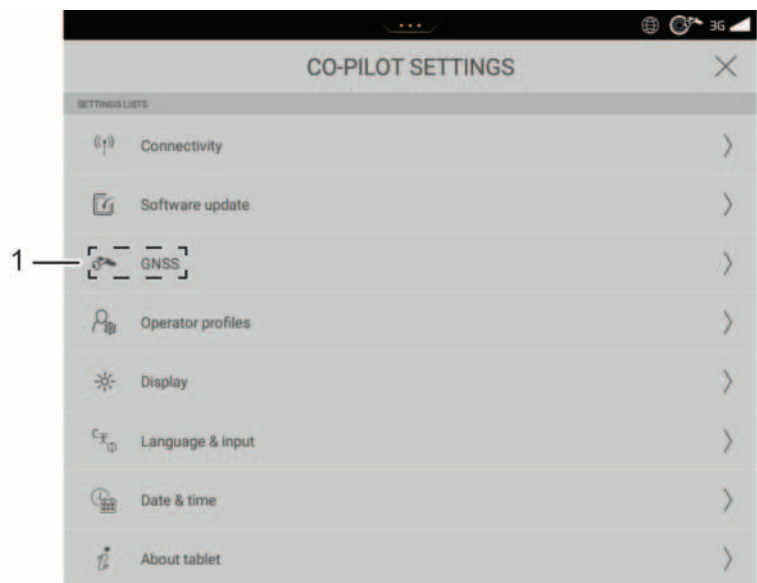 3G
CO-PILOT SETTINGS
SETTINGS LISTS
Connectivity
Software update
1
GNSS
Operator profiles
Display
Language & input
Date & time
About tablet